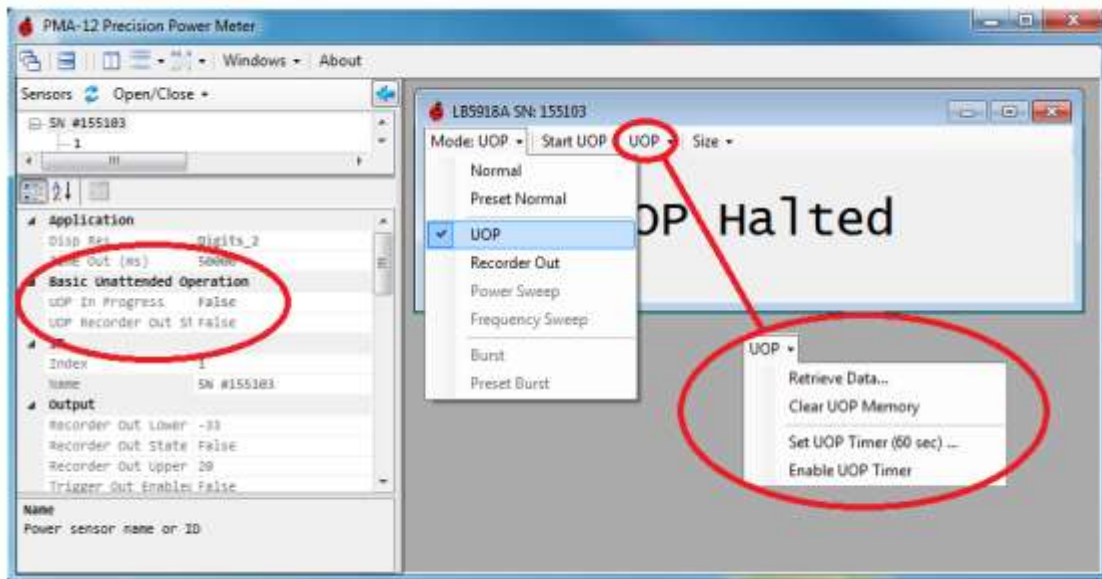 PMA-12 Precision Power Meter
Windows About
Sensors Open/Close
SN #155103
1
Application
Disp Res Digits_2
Time Out (ms) 50000
Basic Unattended Operation
UOP In Progress False
UOP Recorder Out St False
ID
Index 1
Name SN #155103
Output
Recorder Out Lower -33
Recorder Out State False
Recorder Out Upper 20
Trigger Out Enable False
Name
Power sensor name or ID
LB5918A SN: 155103
Mode: UOP Start UOP UOP Size
Normal
Preset Normal
UOP
Recorder Out
Power Sweep
Frequency Sweep
Burst
Preset Burst
OP Halted
UOP
Retrieve Data...
Clear UOP Memory
Set UOP Timer (60 sec) ...
Enable UOP Timer